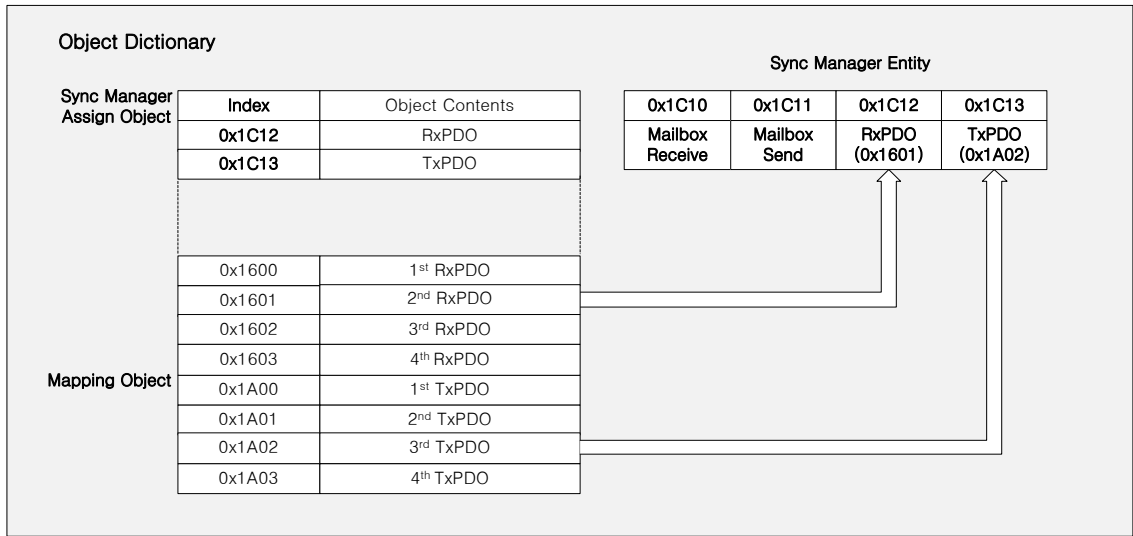 Object Dictionary
Sync Manager Entity
Sync Manager
Assign Object
Index Object Contents
0x1C12 RxPDO
0x1C13 TxPDO
0x1C10 0x1C11 0x1C12 0x1C13
Mailbox Mailbox RxPDO TxPDO
Receive Send (0x1601) (0x1A02)
Mapping Object
0x1600 1st RxPDO
0x1601 2nd RxPDO
0x1602 3rd RxPDO
0x1603 4th RxPDO
0x1A00 1st TxPDO
0x1A01 2nd TxPDO
0x1A02 3rd TxPDO
0x1A03 4th TxPDO